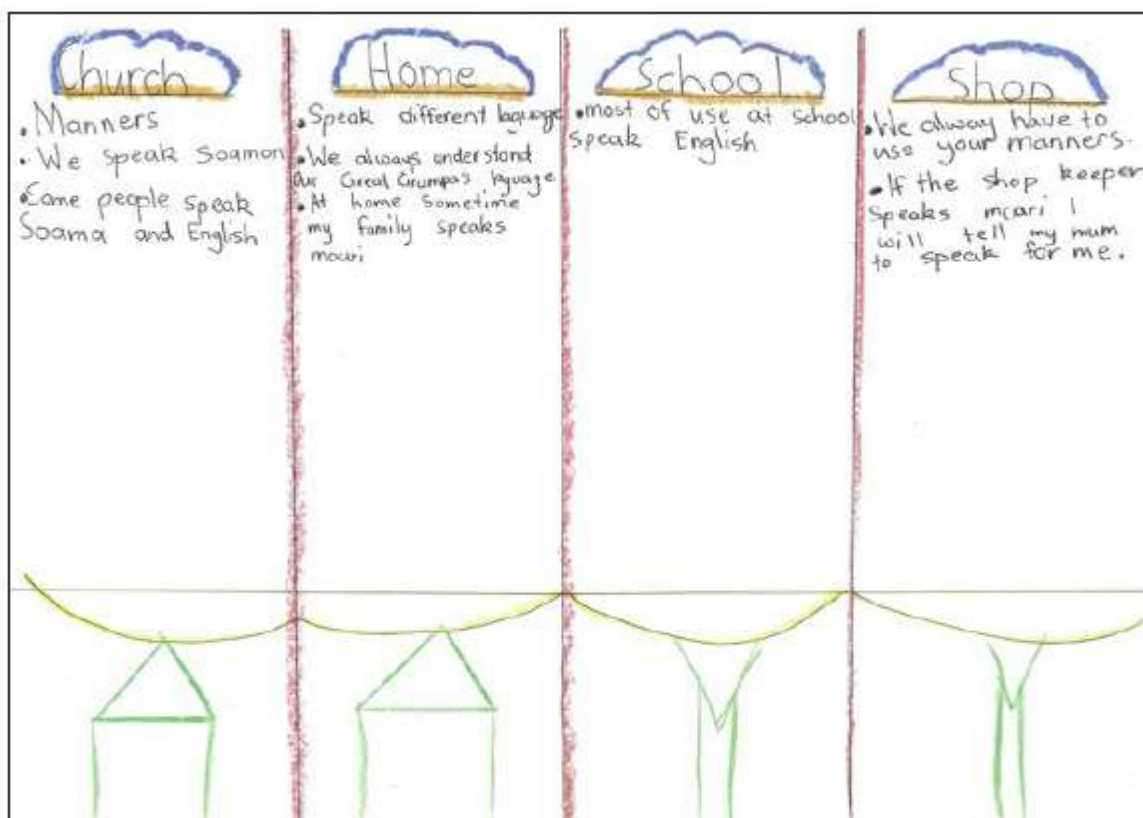 Church
• Manners
• We speak Soamon
• Some people speak
Soama and English
Home
• Speak different laguage
• We always understand
our Great Grumpas lguage
• At home sometime
my family speaks
maari
School
• most of use at school
speak English
Shop
• We alway have to
use your manners.
• If the shop keeper
speaks mcari I
will tell my mum
to speak for me.